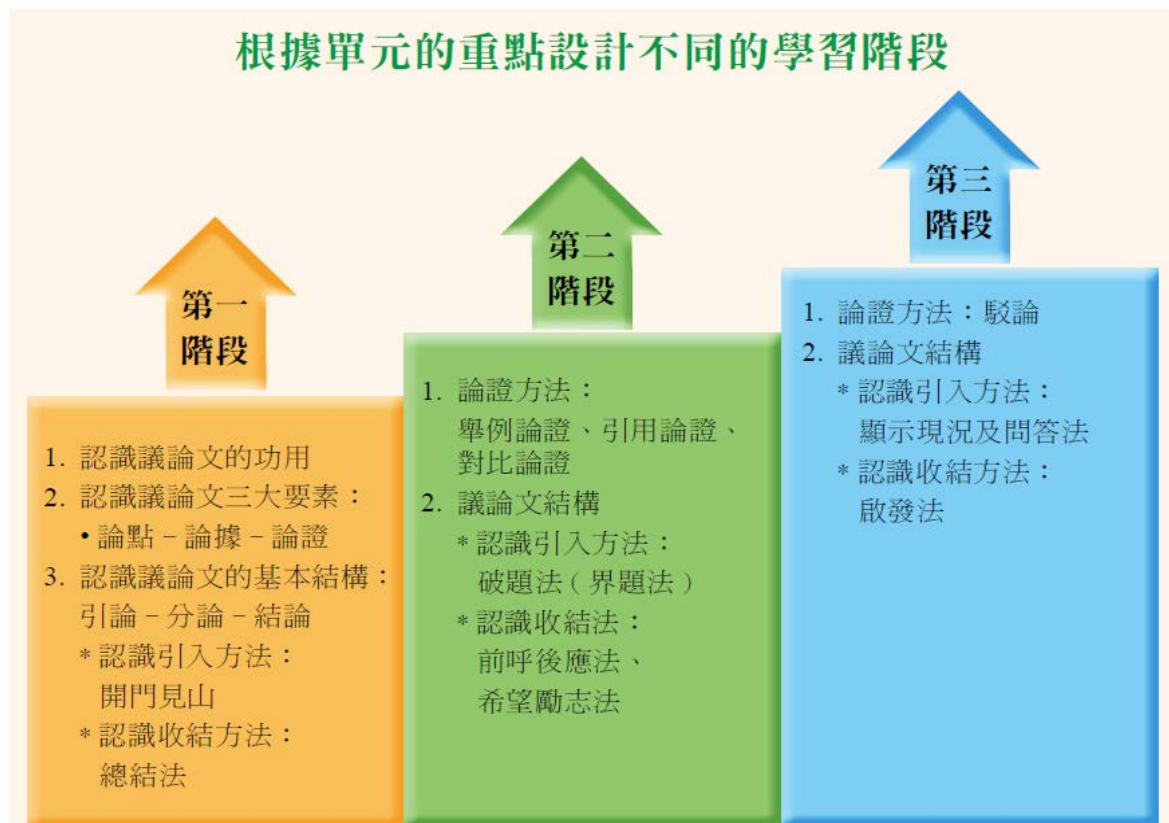 根據單元的重點設計不同的學習階段
第一
階段
1. 認識議論文的功用
2. 認識議論文三大要素：
• 論點–論據–論證
3. 認識議論文的基本結構：
引論–分論–結論
* 認識引入方法：
開門見山
* 認識收結方法：
總結法
第二
階段
1. 論證方法：
舉例論證、引用論證、
對比論證
2. 議論文結構
* 認識引入方法：
破題法（界題法）
* 認識收結法：
前呼後應法、
希望勵志法
第三
階段
1. 論證方法：駁論
2. 議論文結構
* 認識引入方法：
顯示現況及問答法
* 認識收結方法：
啟發法